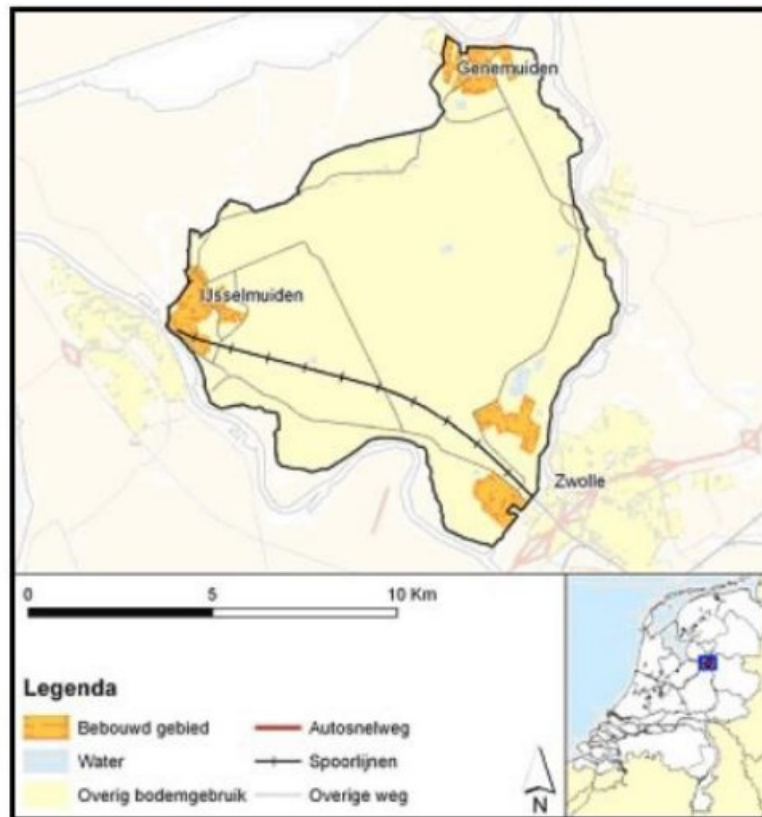 Genemuiden
IJsselmuiden
Zwolle
0 5 10 Km
Legenda
Bebouwd gebied
Water
Overig bodemgebruik
Autosnelweg
Spoorlijnen
Overige weg
N